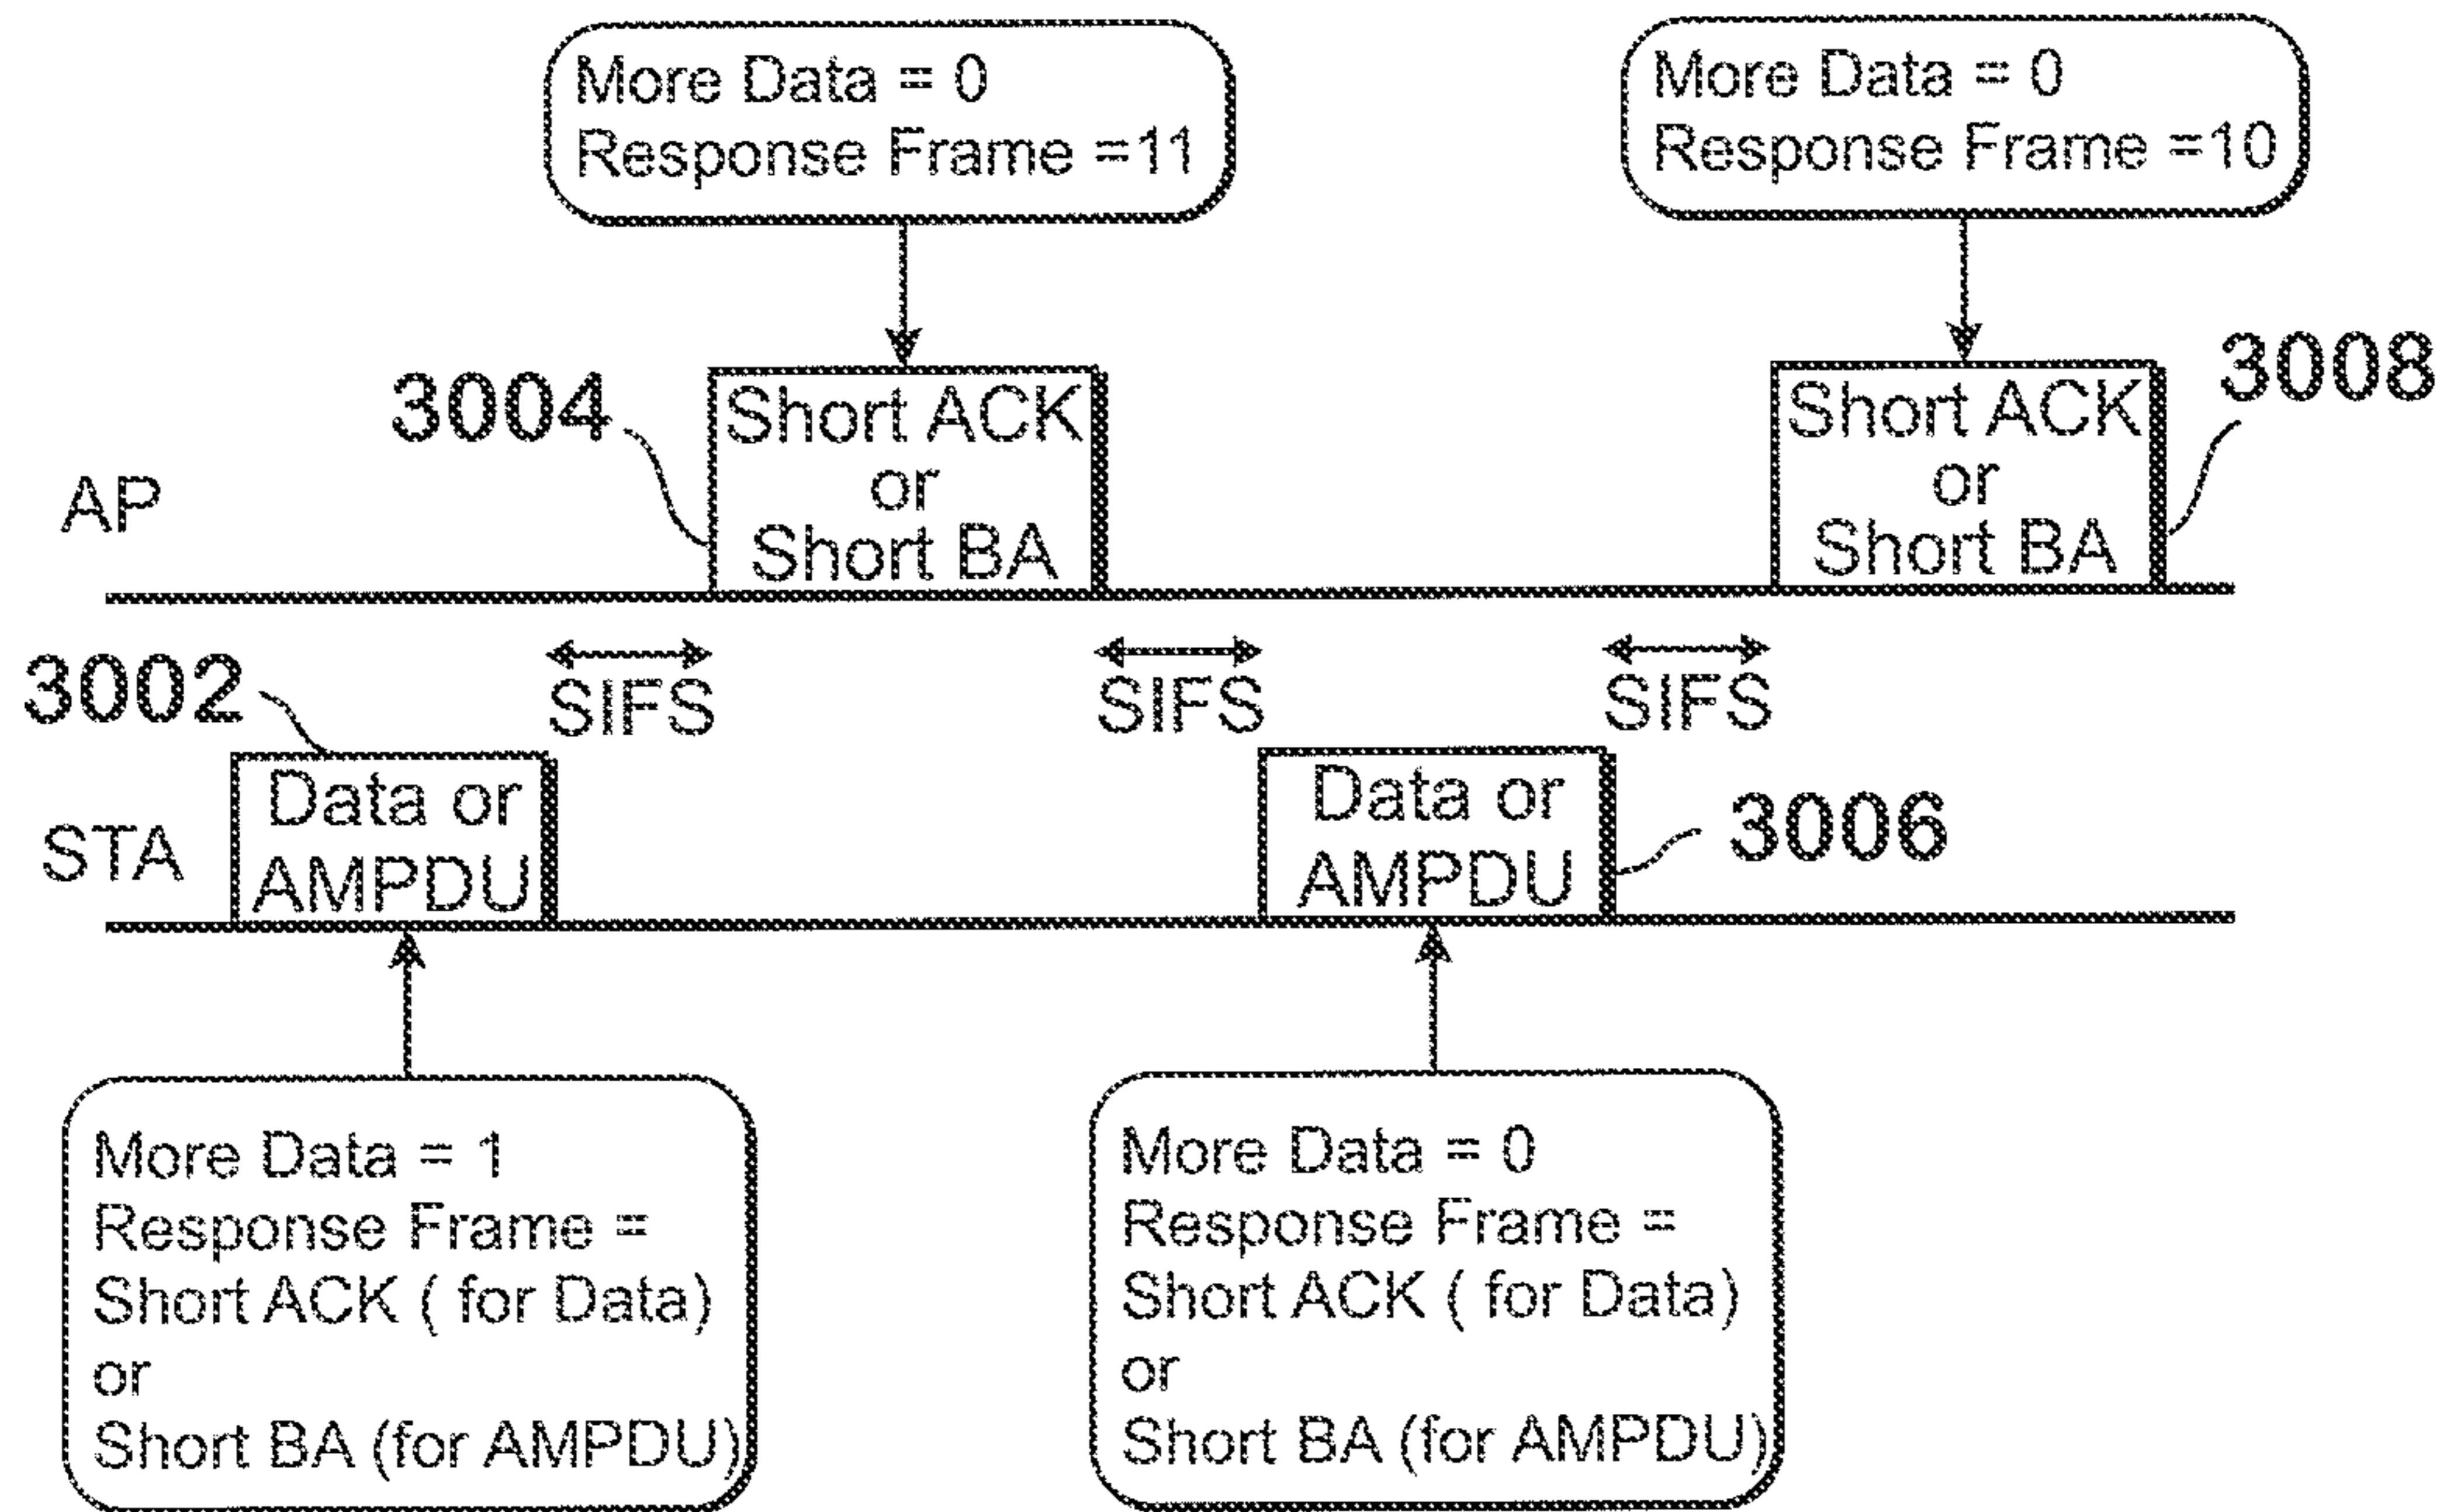 More Data = 0
Response Frame =11
More Data = 0
Response Frame =10
3004
Short ACK
or
Short BA
Short ACK
or
Short BA
3008
AP
SIFS
SIFS
SIFS
3002
STA
Data or
AMPDU
Data or
AMPDU
3006
More Data = 1
Response Frame =
Short ACK ( for Data)
or
Short BA (for AMPDU)
More Data = 0
Response Frame =
Short ACK ( for Data)
or
Short BA (for AMPDU)